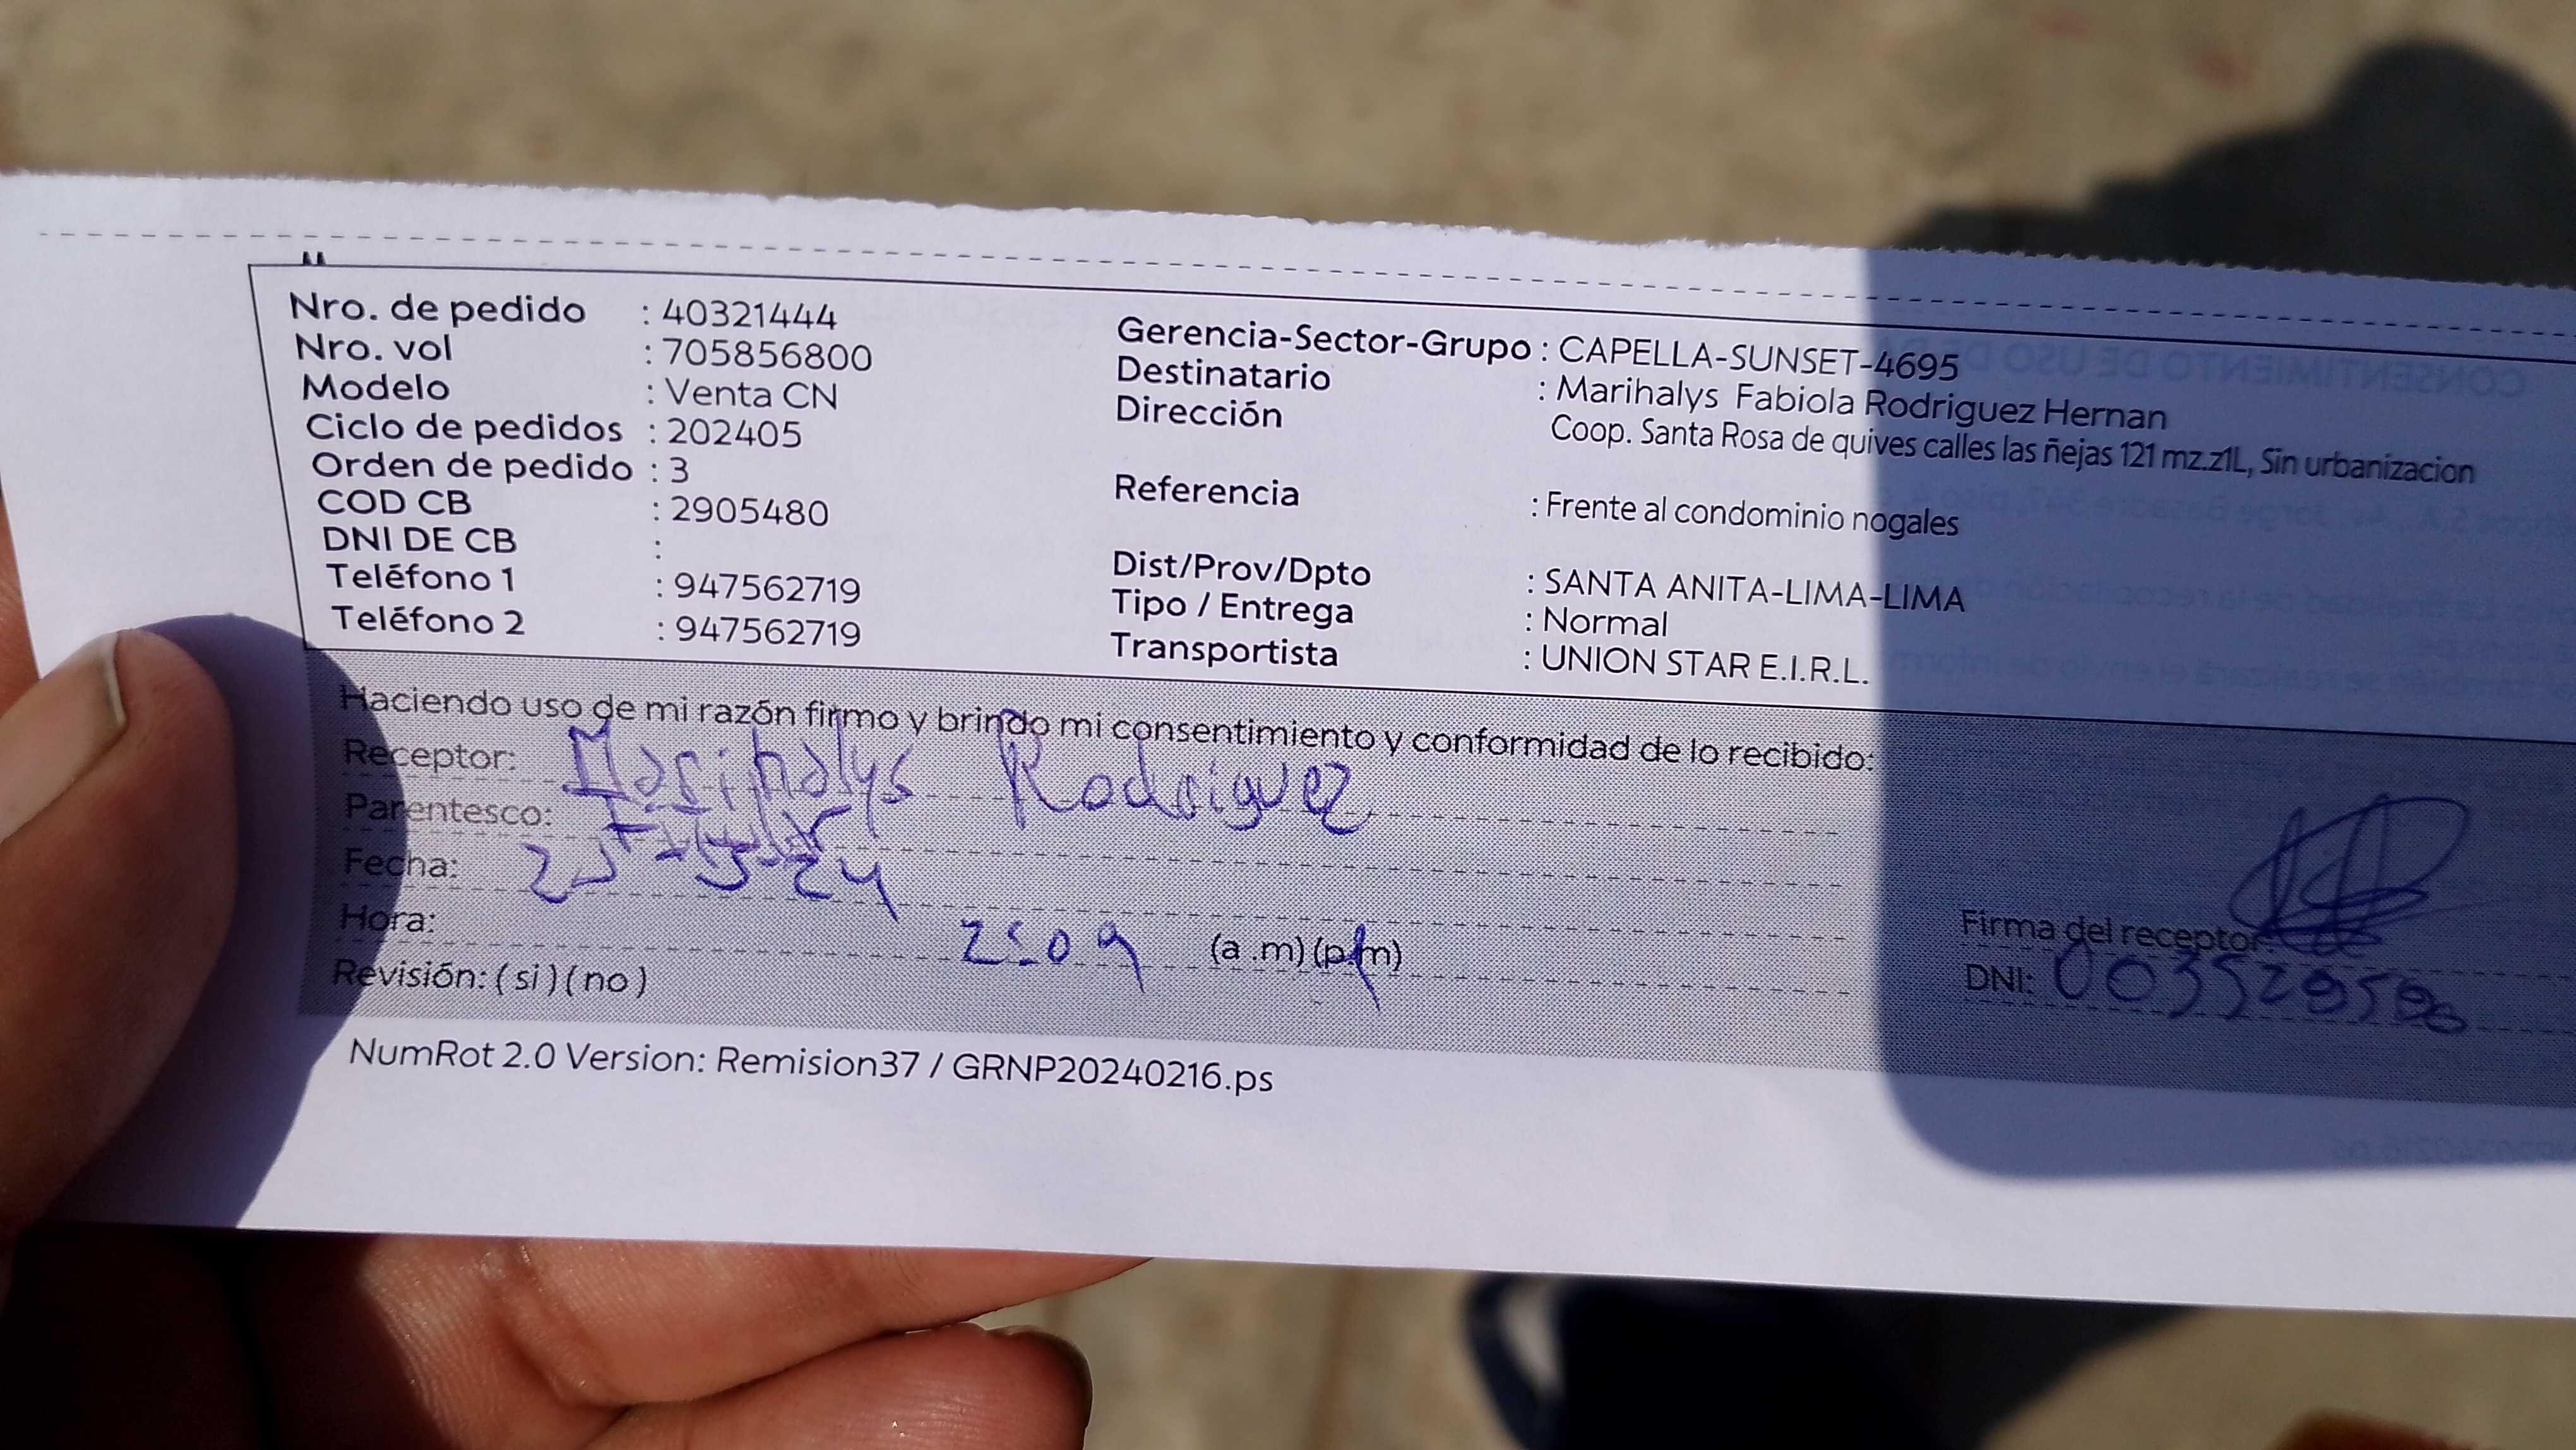 Nro. de pedido : 40321444
Nro. vol : 705856800
Modelo : Venta CN
Ciclo de pedidos : 202405
Orden de pedido : 3
COD CB : 2905480
DNI DE CB :
Teléfono 1 : 947562719
Teléfono 2 : 947562719
Gerencia-Sector-Grupo : CAPELLA-SUNSET-4695
Destinatario : Marihalys Fabiola Rodriguez Hernan
Dirección Coop. Santa Rosa de quives calles las ñejas 121 mz.z1L, Sin urbanizacion
Referencia : Frente al condominio nogales
Dist/Prov/Dpto : SANTA ANITA-LIMA-LIMA
Tipo / Entrega : Normal
Transportista : UNION STAR E.I.R.L.
Haciendo uso de mi razón firmo y brindo mi consentimiento y conformidad de lo recibido:
Receptor: Marihalys Rodriguez
Parentesco: Titular
Fecha:
Hora: (a .m) (p.m)
Revisión: ( si ) ( no )
Firma del receptor:
DNI:
NumRot 2.0 Version: Remision37 / GRNP20240216.ps